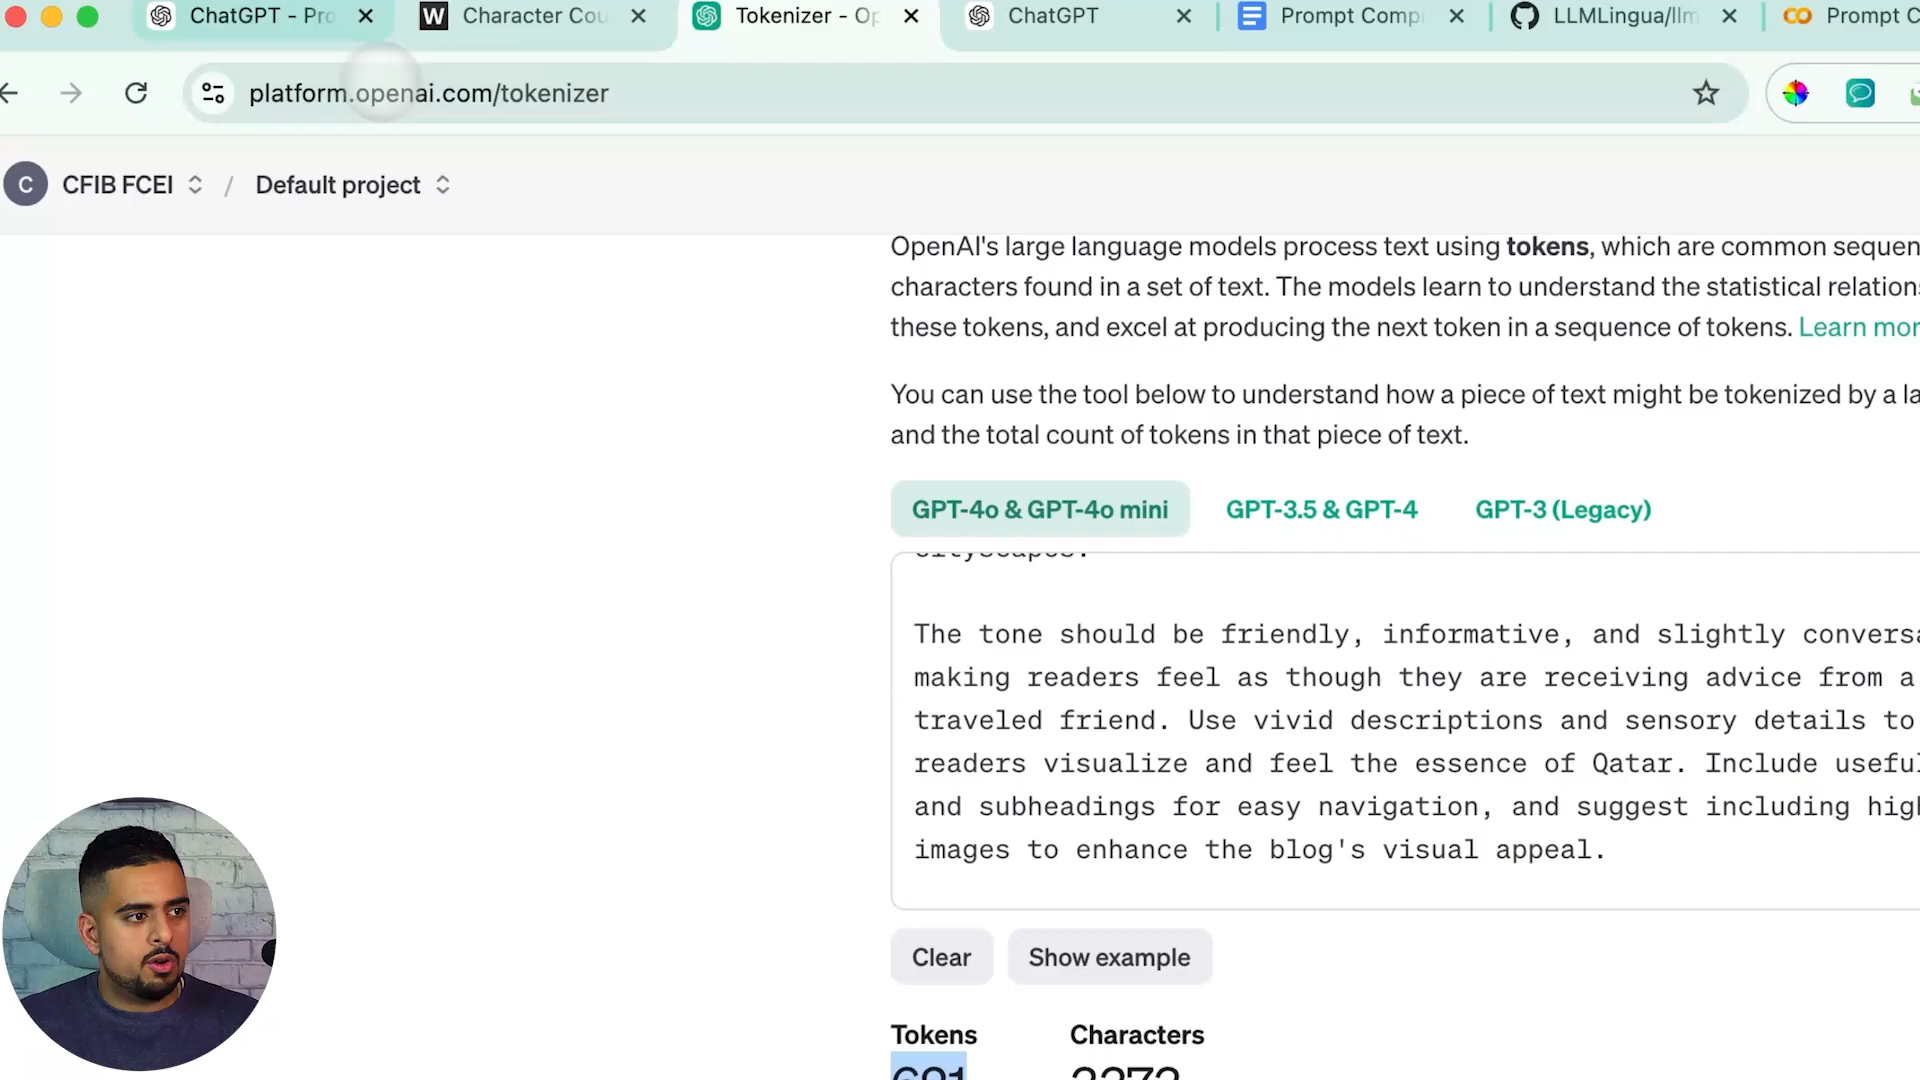 ChatGPT - Pro
W
Character Cou
Tokenizer - Op
ChatGPT
Prompt Comp
LLMLingua/llm
Prompt C
platform.openai.com/tokenizer
C
CFIB FCEI
/
Default project
OpenAI's large language models process text using tokens, which are common sequen
characters found in a set of text. The models learn to understand the statistical relations
these tokens, and excel at producing the next token in a sequence of tokens. Learn mor
You can use the tool below to understand how a piece of text might be tokenized by a la
and the total count of tokens in that piece of text.
GPT-4o & GPT-4o mini
GPT-3.5 & GPT-4
GPT-3 (Legacy)
cityscapes.
The tone should be friendly, informative, and slightly conversa
making readers feel as though they are receiving advice from a
traveled friend. Use vivid descriptions and sensory details to
readers visualize and feel the essence of Qatar. Include useful
and subheadings for easy navigation, and suggest including high
images to enhance the blog's visual appeal.
Clear
Show example
Tokens
Characters